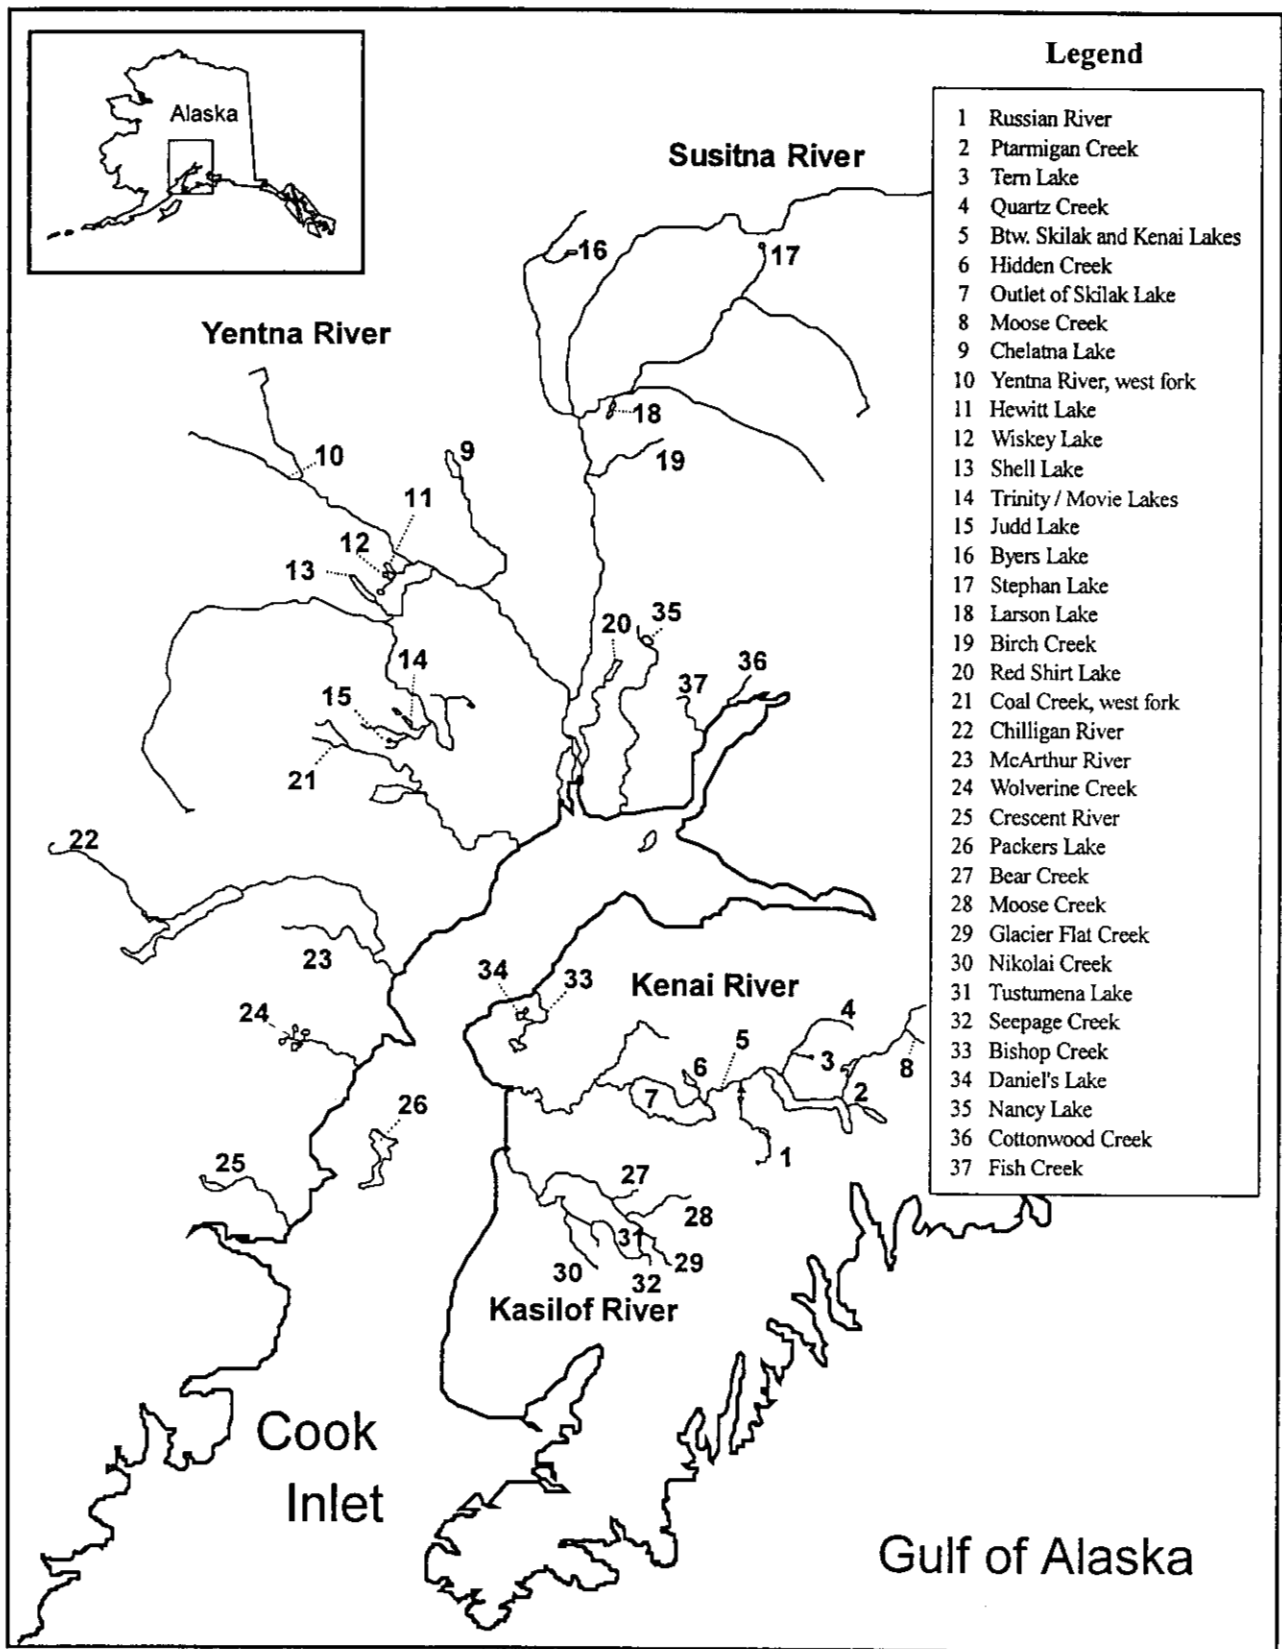 Legend
Alaska
1 Russian River
2 Ptarmigan Creek
3 Tern Lake
4 Quartz Creek
5 Btw. Skilak and Kenai Lakes
6 Hidden Creek
7 Outlet of Skilak Lake
8 Moose Creek
9 Chelatna Lake
10 Yentna River, west fork
11 Hewitt Lake
12 Wiskey Lake
13 Shell Lake
14 Trinity / Movie Lakes
15 Judd Lake
16 Byers Lake
17 Stephan Lake
18 Larson Lake
19 Birch Creek
20 Red Shirt Lake
21 Coal Creek, west fork
22 Chilligan River
23 McArthur River
24 Wolverine Creek
25 Crescent River
26 Packers Lake
27 Bear Creek
28 Moose Creek
29 Glacier Flat Creek
30 Nikolai Creek
31 Tustumena Lake
32 Seepage Creek
33 Bishop Creek
34 Daniel's Lake
35 Nancy Lake
36 Cottonwood Creek
37 Fish Creek
Susitna River
16
17
Yentna River
18
10
9
19
11
12
13
20
35
14
36
37
15
21
22
23
34
33
Kenai River
24
4
5
3
6
8
7
2
26
1
25
27
28
31
30
32
29
Kasilof River
Cook
Inlet
Gulf of Alaska